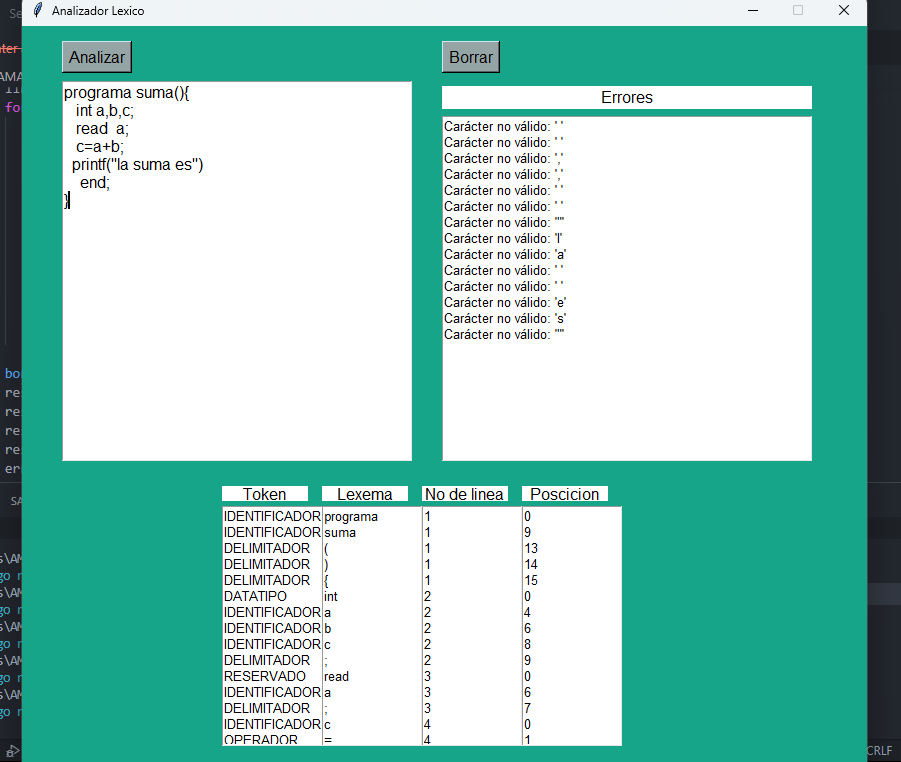 Analizador Lexico
Analizar
Borrar
programa suma(){
int a,b,c;
read  a;
c=a+b;
printf("la suma es")
end;
}
Errores
Carácter no válido: ' '
Carácter no válido: ' '
Carácter no válido: ','
Carácter no válido: ','
Carácter no válido: ' '
Carácter no válido: ' '
Carácter no válido: '"'
Carácter no válido: 'l'
Carácter no válido: 'a'
Carácter no válido: ' '
Carácter no válido: ' '
Carácter no válido: 'e'
Carácter no válido: 's'
Carácter no válido: '"'
Token Lexema No de linea Poscicion
IDENTIFICADOR programa 1 0
IDENTIFICADOR suma 1 9
DELIMITADOR ( 1 13
DELIMITADOR ) 1 14
DELIMITADOR { 1 15
DATATIPO int 2 0
IDENTIFICADOR a 2 4
IDENTIFICADOR b 2 6
IDENTIFICADOR c 2 8
DELIMITADOR ; 2 9
RESERVADO read 3 0
IDENTIFICADOR a 3 6
DELIMITADOR ; 3 7
IDENTIFICADOR c 4 0
OPERADOR = 4 1
CRLF